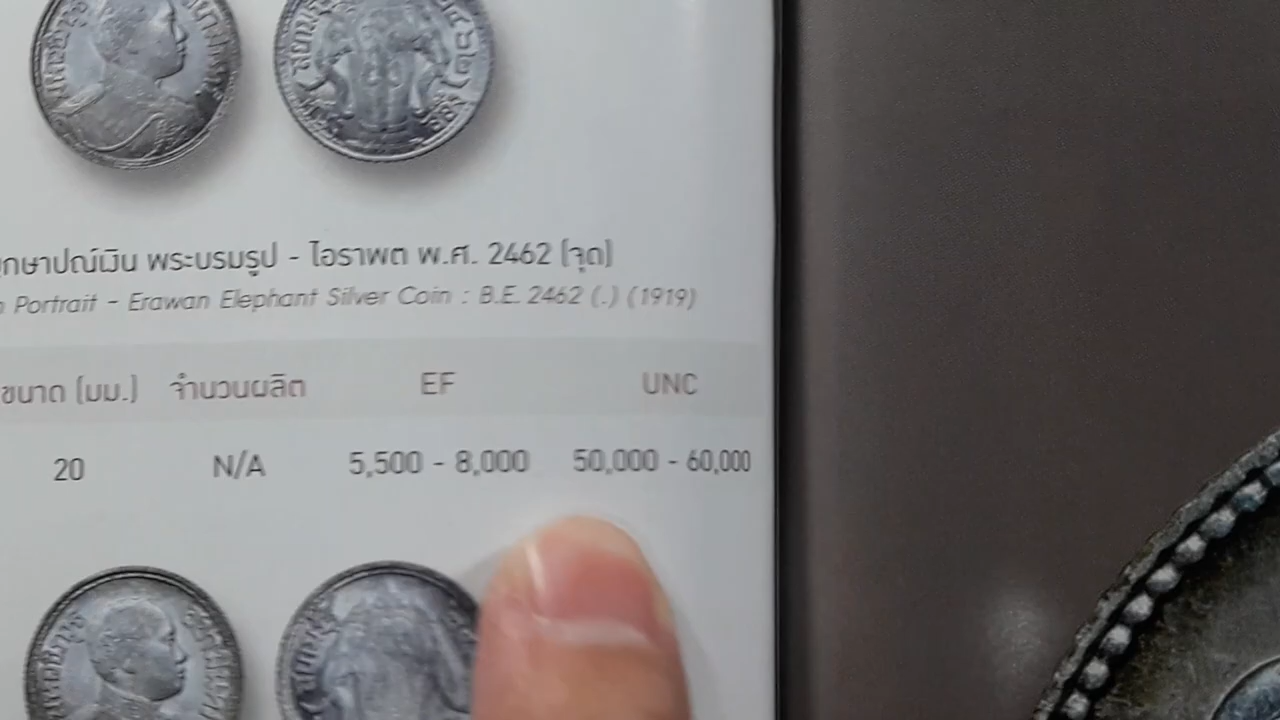 กษาปณ์เงิน พระบรมรูป - ไอราพต พ.ศ. 2462 (จุด)
Portrait - Erawan Elephant Silver Coin : B.E. 2462 (.) (1919)
ขนาด (มม.) จำนวนผลิต EF UNC
20 N/A 5,500 - 8,000 50,000 - 60,000